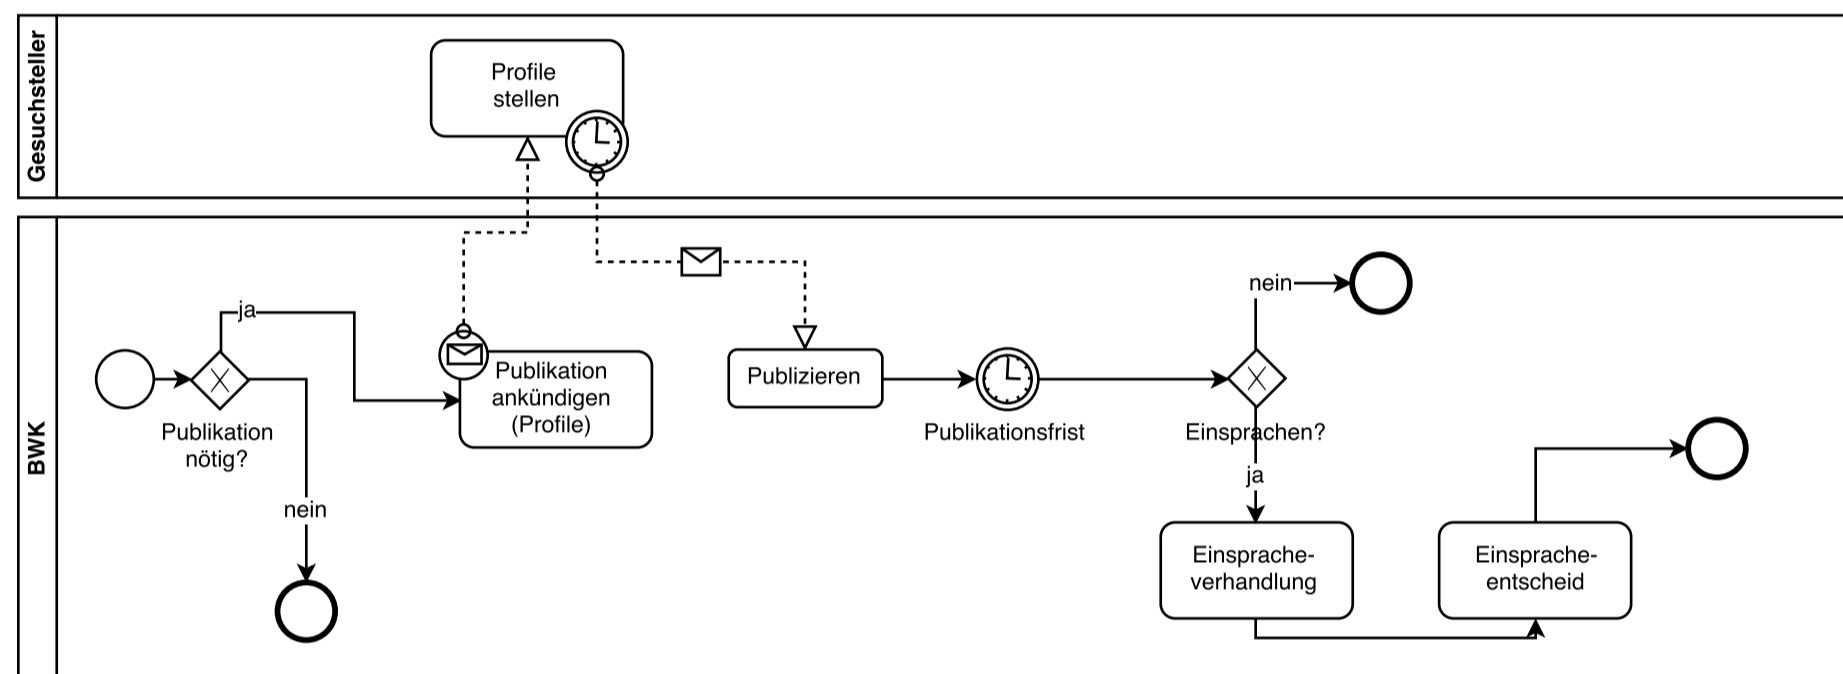 Gesuchsteller
Profile
stellen
BWK
ja
Publikation
nötig?
nein
Publikation
ankündigen
(Profile)
Publizieren
Publikationsfrist
nein
Einsprachen?
ja
Einsprache-
verhandlung
Einsprache-
entscheid